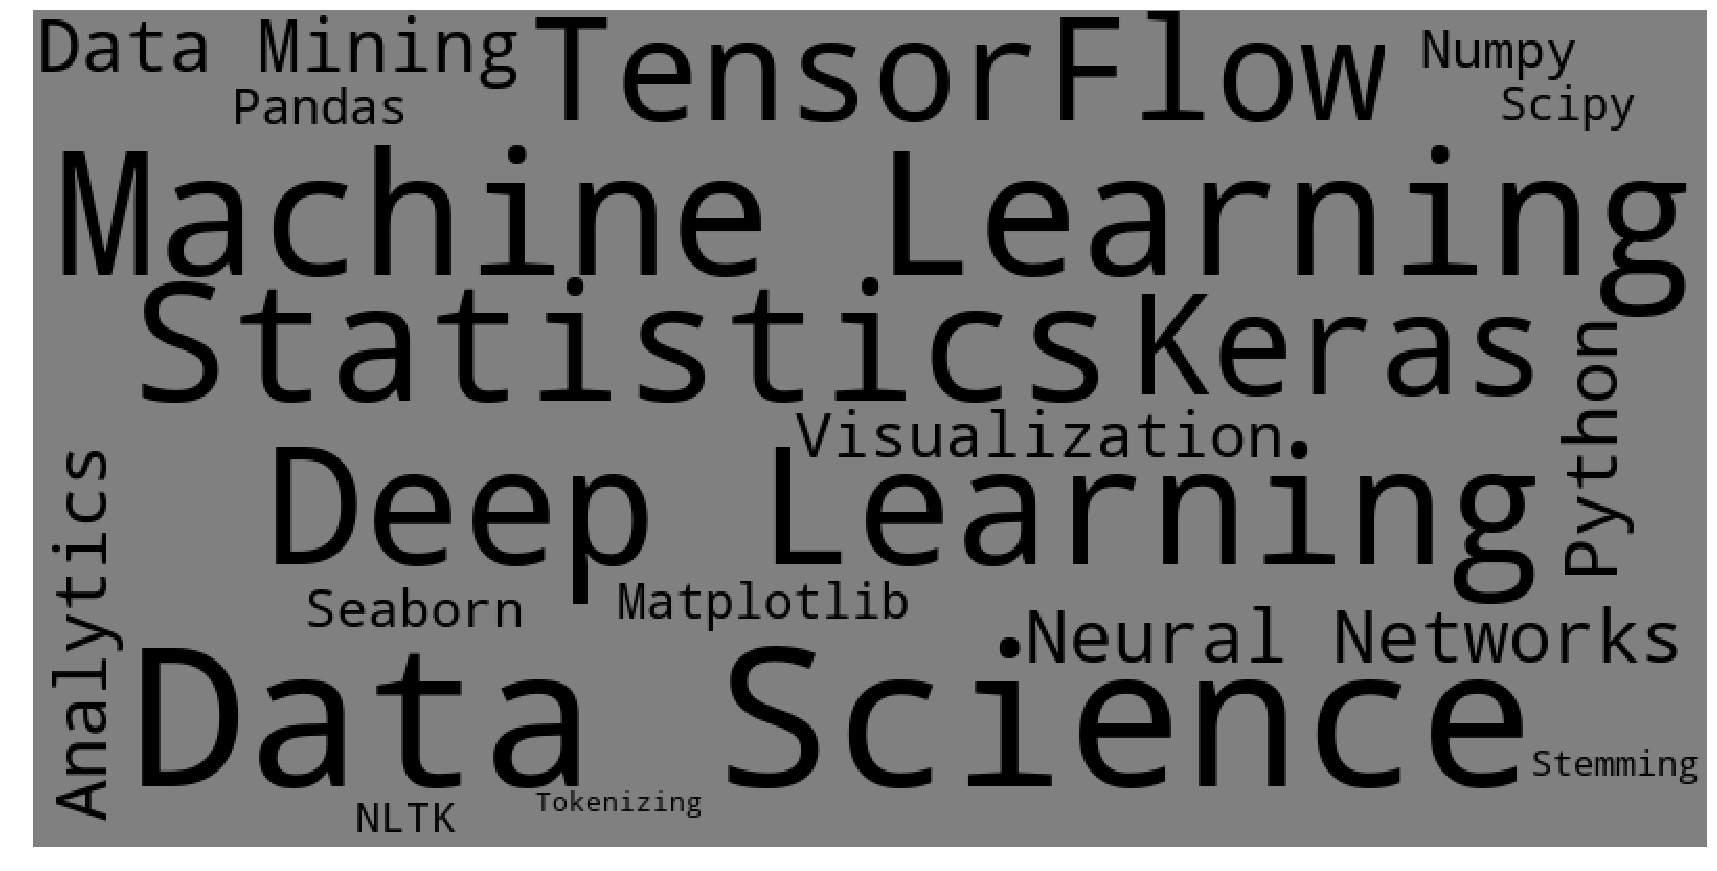 Data Mining
TensorFlow
Numpy
Pandas
Scipy
Machine Learning
Statistics
Keras
Python
Visualization
Deep Learning
Analytics
Seaborn
Matplotlib
Neural Networks
Data Science
Stemming
Tokenizing
NLTK